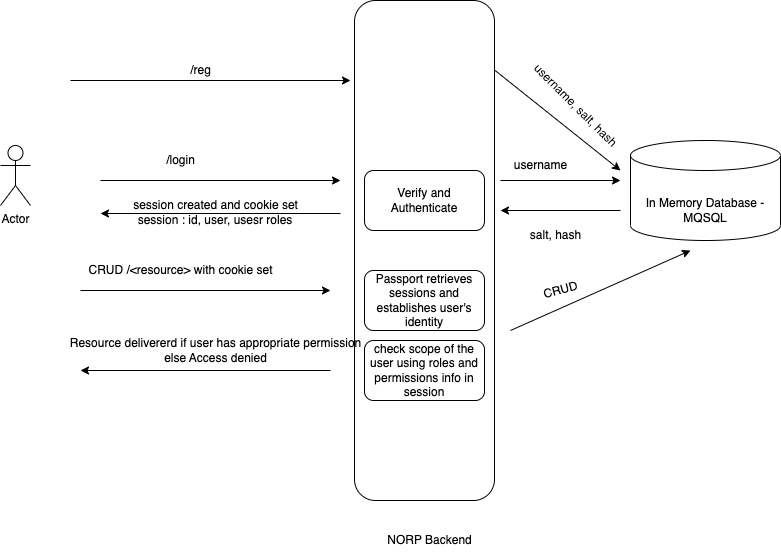 /reg
username, salt, hash
/login
username
Verify and
Authenticate
session created and cookie set
session : id, user, usesr roles
In Memory Database -
MQSQL
Actor
salt, hash
CRUD /<resource> with cookie set
Passport retrieves
sessions and
establishes user's
identity
CRUD
Resource delivererd if user has appropriate permission
else Access denied
check scope of the
user using roles and
permissions info in
session
NORP Backend